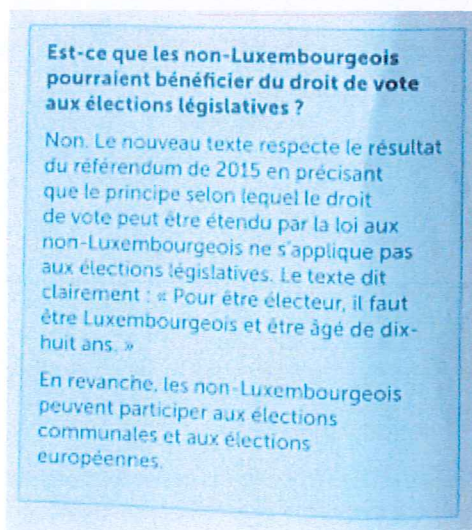 Est-ce que les non-Luxembourgeois
pourraient bénéficier du droit de vote
aux élections législatives ?
Non. Le nouveau texte respecte le résultat
du référendum de 2015 en précisant
que le principe selon lequel le droit
de vote peut être étendu par la loi aux
non-Luxembourgeois ne s'applique pas
aux élections législatives. Le texte dit
clairement : « Pour être électeur, il faut
être Luxembourgeois et être âgé de dix-
huit ans. »
En revanche, les non-Luxembourgeois
peuvent participer aux élections
communales et aux élections
européennes.